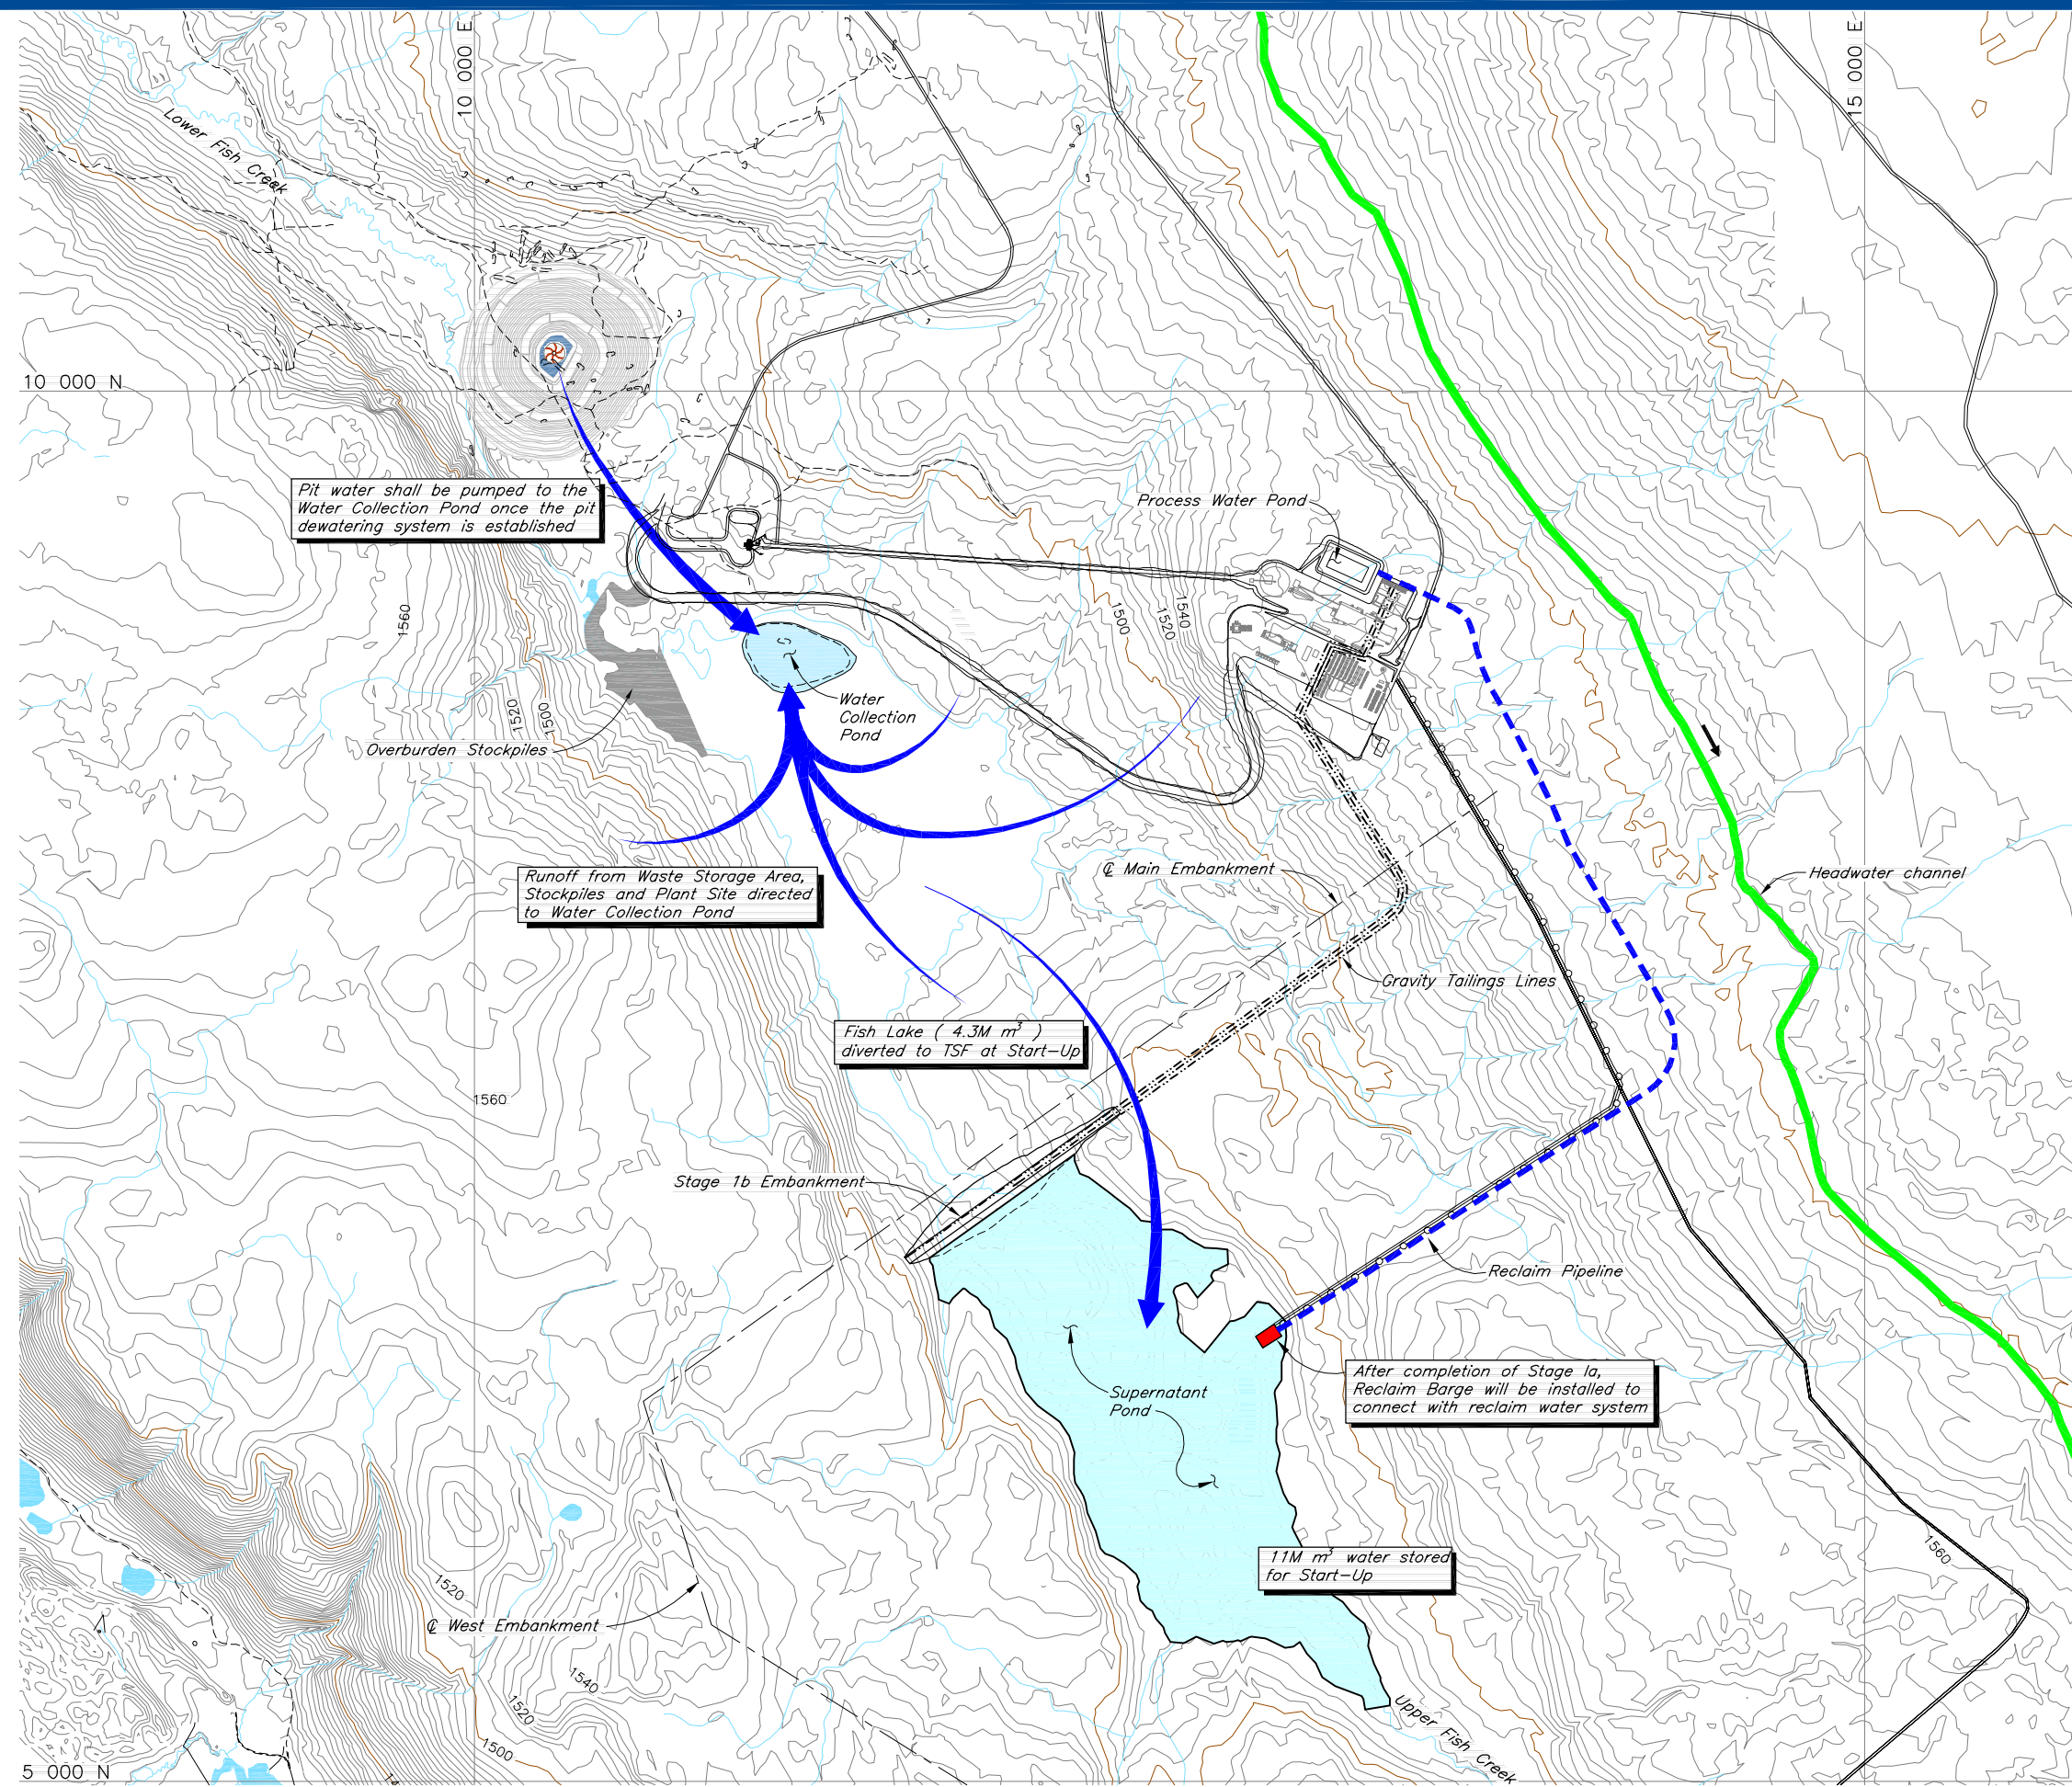 10 000 E
15 000 E
Lower Fish Creek
10 000 N
Pit water shall be pumped to the
Water Collection Pond once the pit
dewatering system is established
Process Water Pond
1560
1500
1520
1540
1520
1500
Water
Collection
Pond
Overburden Stockpiles
Runoff from Waste Storage Area,
Stockpiles and Plant Site directed
to Water Collection Pond
℄ Main Embankment
Headwater channel
Gravity Tailings Lines
Fish Lake ( 4.3M m³ )
diverted to TSF at Start-Up
1560
Stage 1b Embankment
Reclaim Pipeline
After completion of Stage Ia,
Reclaim Barge will be installed to
connect with reclaim water system
Supernatant
Pond
11M m³ water stored
for Start-Up
1560
1520
℄ West Embankment
1540
1520
1500
Upper Fish Creek
5 000 N